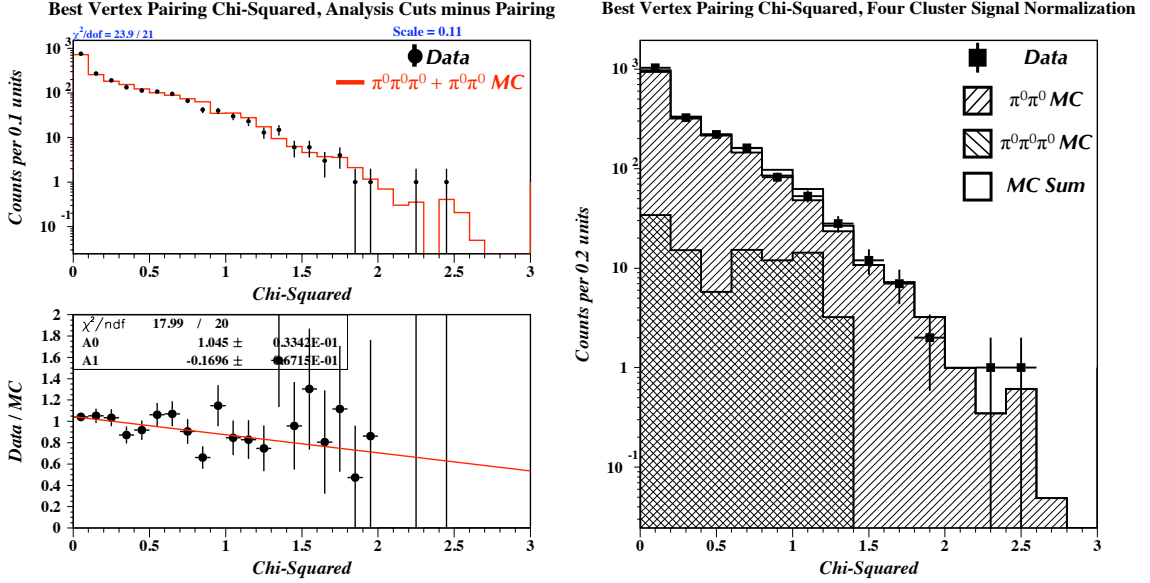 Best Vertex Pairing Chi-Squared, Analysis Cuts minus Pairing
χ²/dof = 23.9 / 21
Scale = 0.11
Data
π⁰π⁰π⁰ + π⁰π⁰ MC
Counts per 0.1 units
10³
10²
10
1
10⁻¹
0 0.5 1 1.5 2 2.5 3
Chi-Squared
χ²/ndf 17.99 / 20
A0 1.045 ± 0.3342E-01
A1 -0.1696 ± 0.6715E-01
Data / MC
2
1.8
1.6
1.4
1.2
1
0.8
0.6
0.4
0.2
0
0 0.5 1 1.5 2 2.5 3
Chi-Squared
Best Vertex Pairing Chi-Squared, Four Cluster Signal Normalization
Data
π⁰π⁰ MC
π⁰π⁰π⁰ MC
MC Sum
Counts per 0.2 units
10³
10²
10
1
10⁻¹
0 0.5 1 1.5 2 2.5 3
Chi-Squared